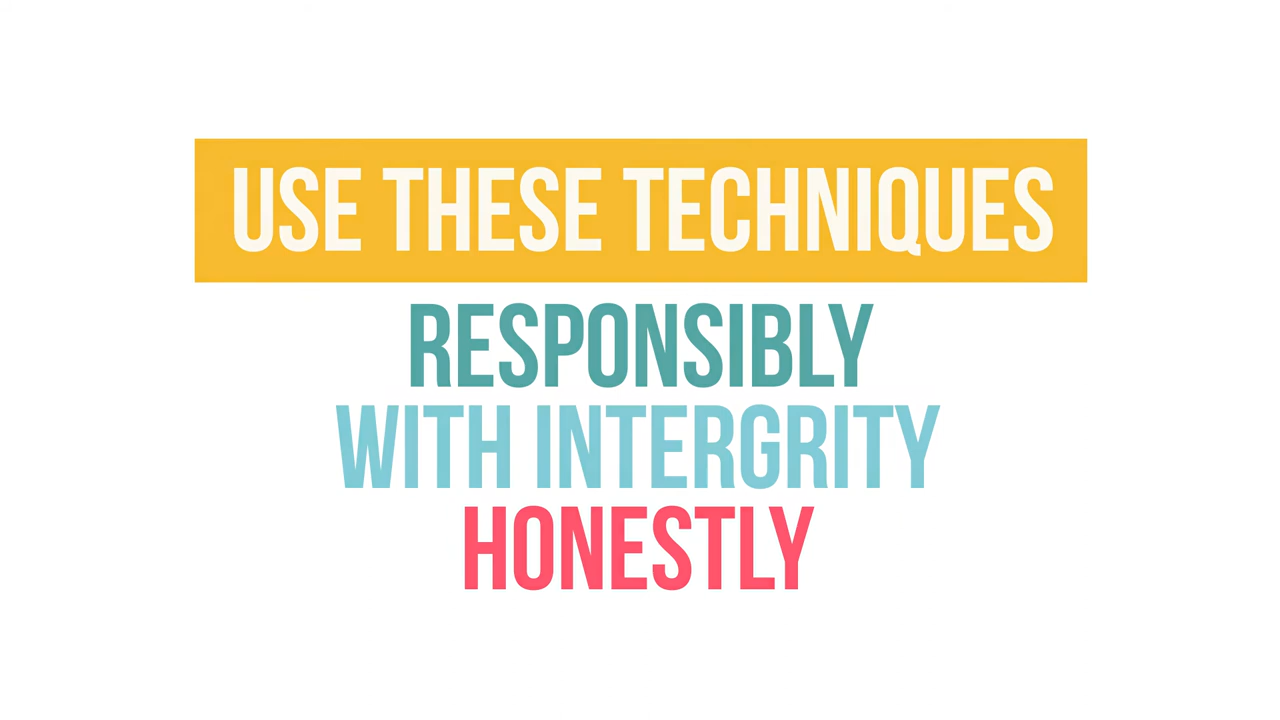 USE THESE TECHNIQUES
RESPONSIBLY
WITH INTERGRITY
HONESTLY